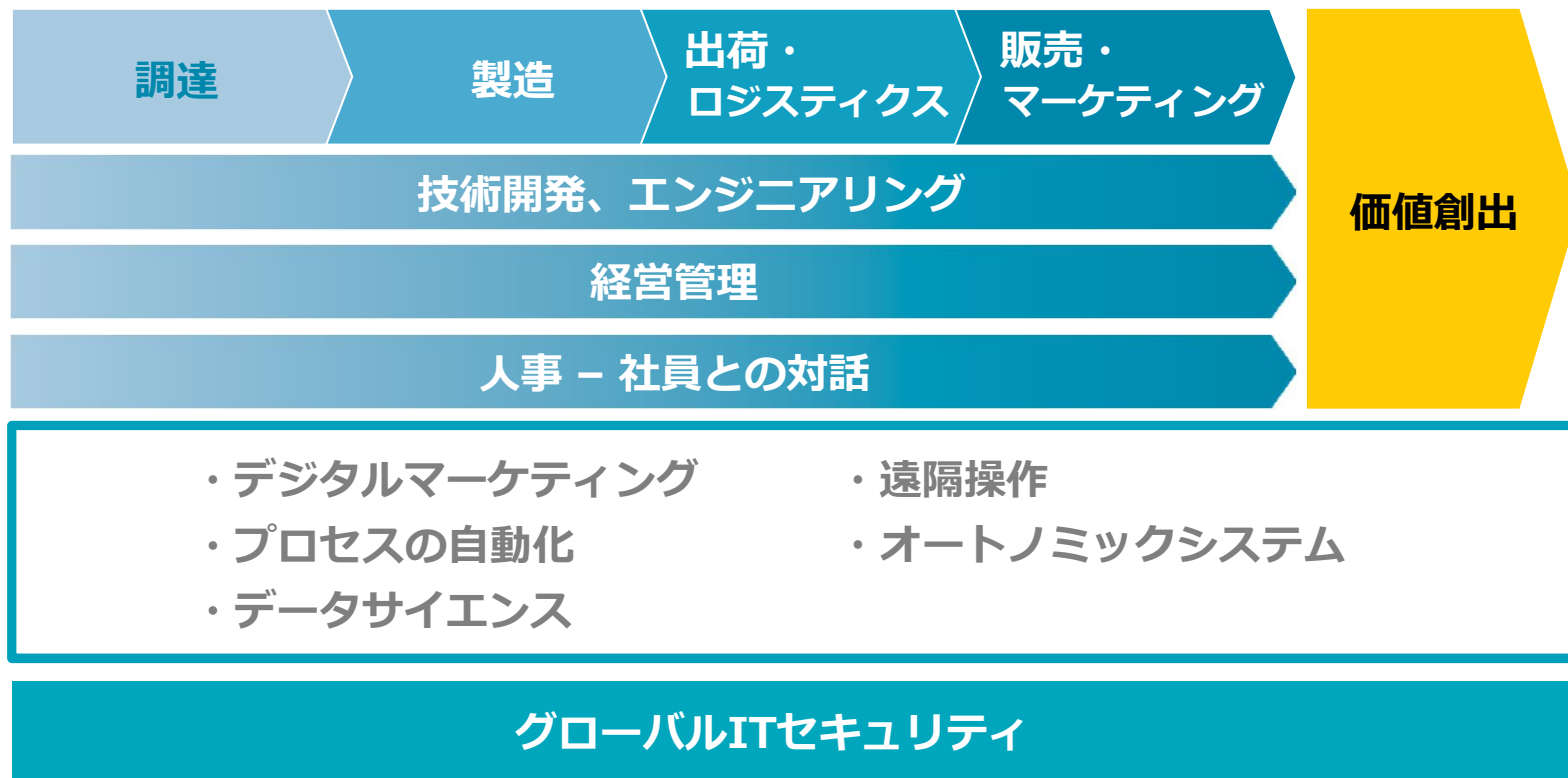 調達
製造
出荷・
ロジスティクス
販売・
マーケティング
技術開発、エンジニアリング
経営管理
人事 – 社員との対話
価値創出
・デジタルマーケティング
・プロセスの自動化
・データサイエンス
・遠隔操作
・オートノミックシステム
グローバルITセキュリティ